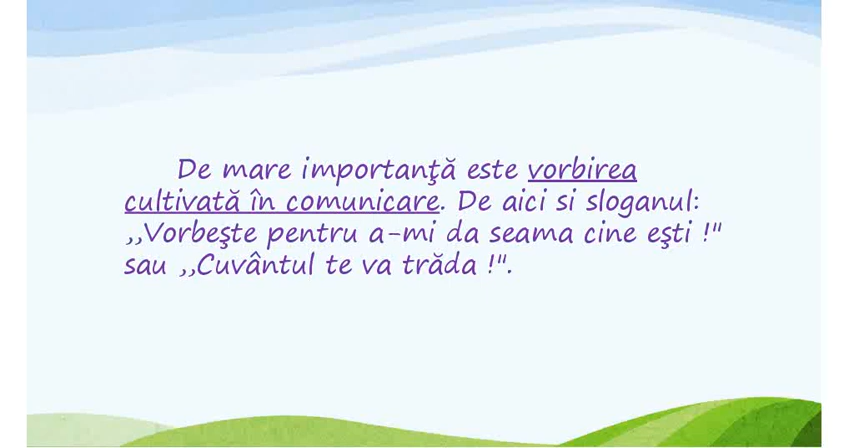 De mare importanţă este vorbirea
cultivată în comunicare. De aici si sloganul:
,,Vorbeşte pentru a-mi da seama cine eşti !"
sau ,,Cuvântul te va trăda !".